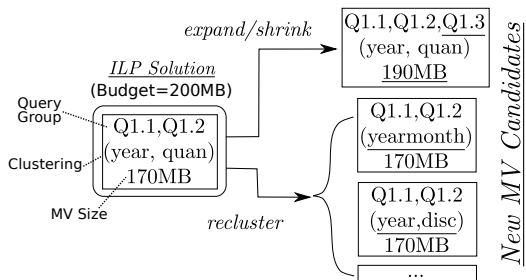 expand/shrink
ILP Solution
(Budget=200MB)
Query
Group
Q1.1,Q1.2
(year, quan)
170MB
Clustering
MV Size
recluster
Q1.1,Q1.2,Q1.3
(year, quan)
190MB
Q1.1,Q1.2
(yearmonth)
170MB
Q1.1,Q1.2
(year,disc)
170MB
...
New MV Candidates